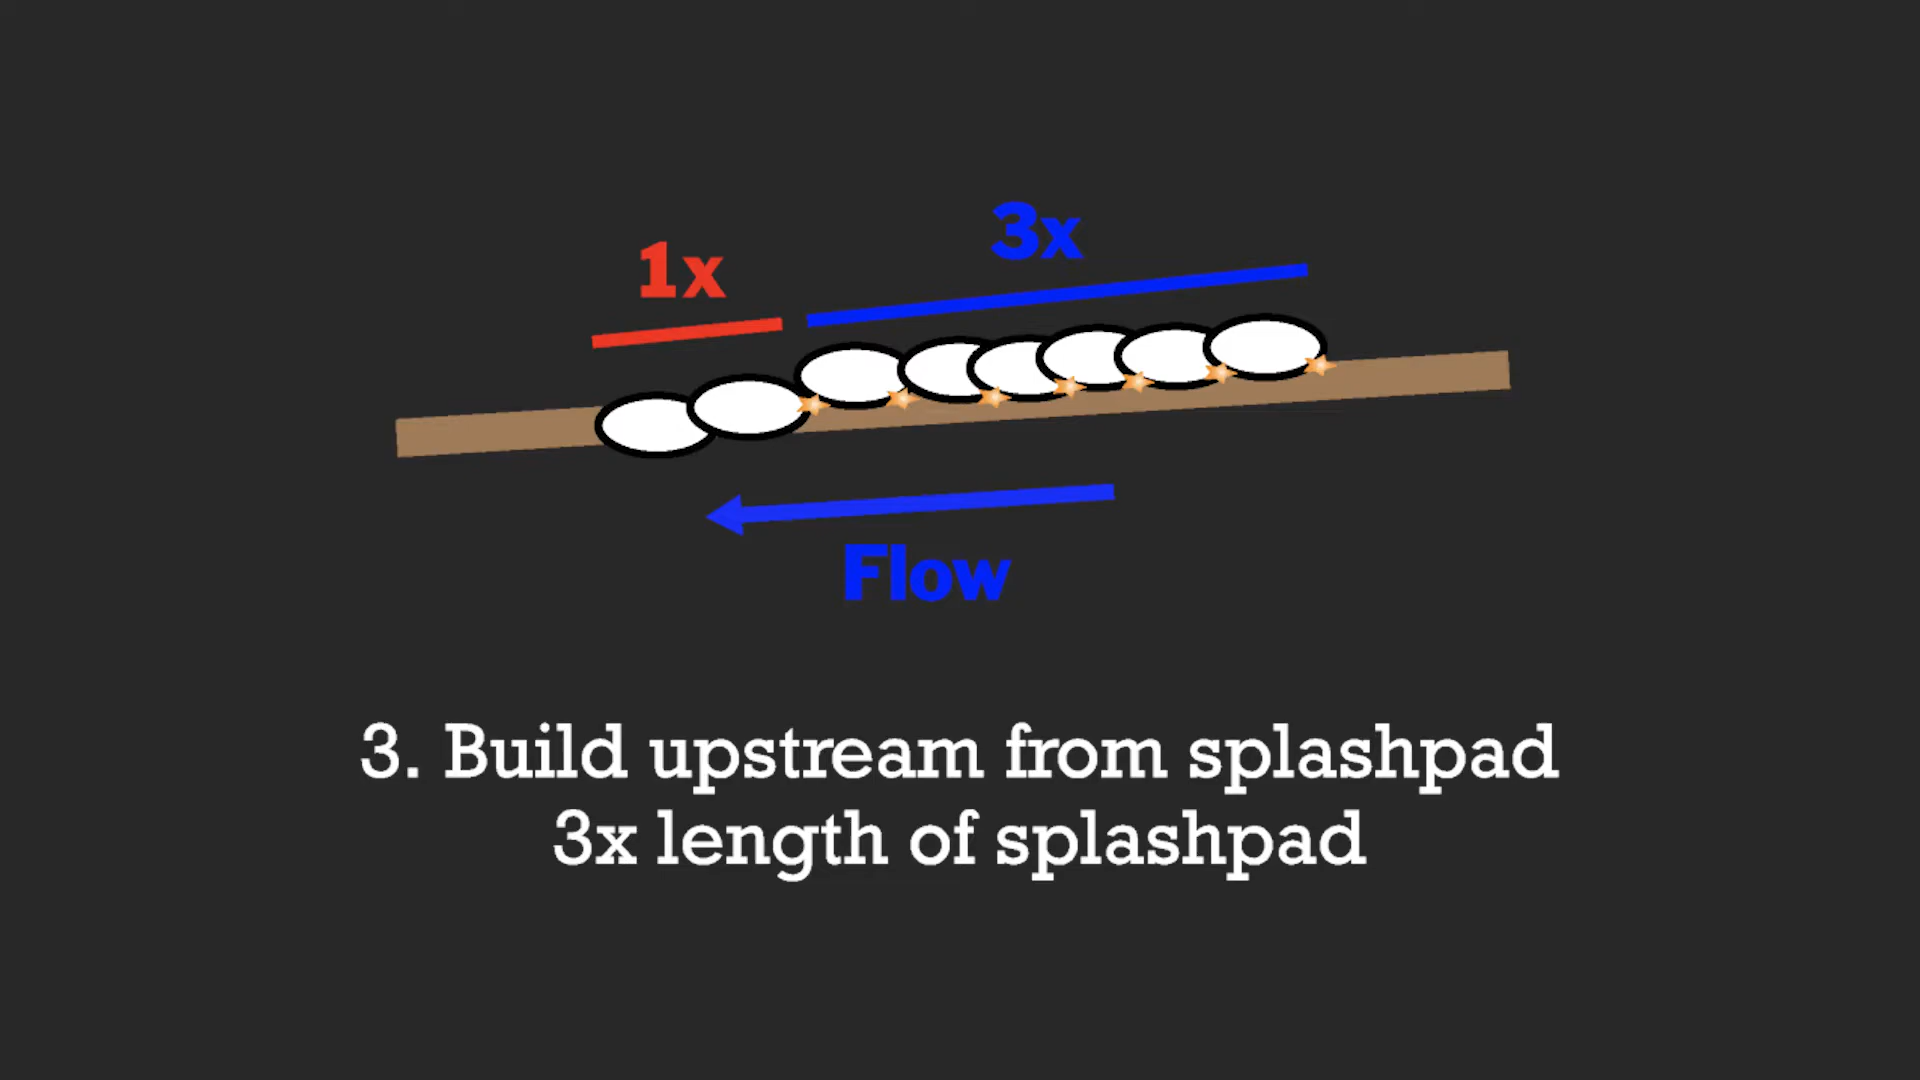 3x
1x
Flow
3. Build upstream from splashpad
3x length of splashpad